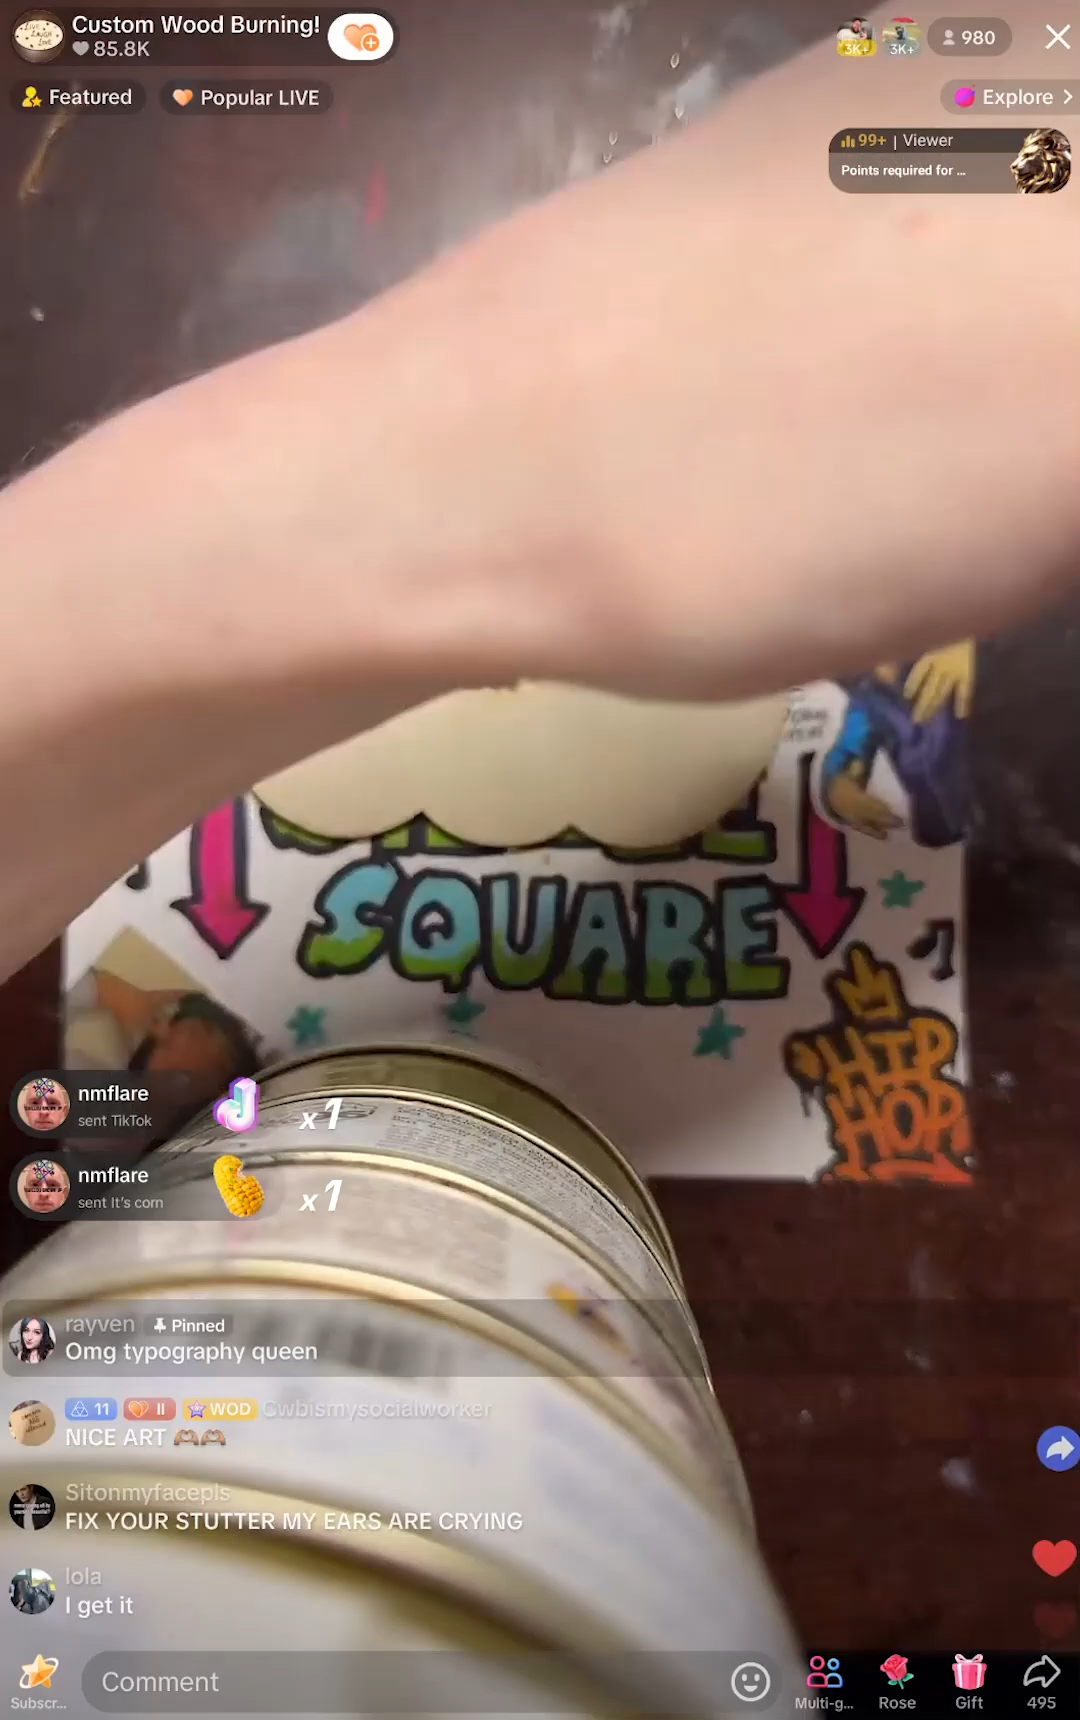 Custom Wood Burning!
85.8K
3K+
3K+
980
Featured
Popular LIVE
Explore
99+ | Viewer
Points required for ...
SQUARE
HIP
HOP
nmflare
sent TikTok
x1
nmflare
sent It's corn
x1
rayven Pinned
Omg typography queen
11 II WOD Cwbismysocialworker
NICE ART
Sitonmyfacepls
FIX YOUR STUTTER MY EARS ARE CRYING
lola
I get it
Subscr...
Comment
Multi-g...
Rose
Gift
495